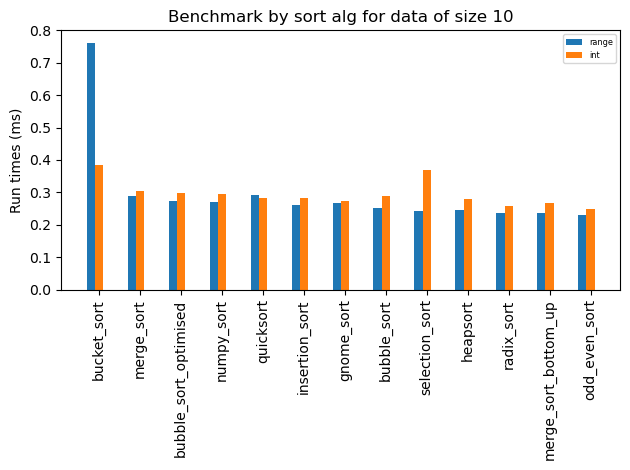 Benchmark by sort alg for data of size 10
range
int
Run times (ms)
0.8
0.7
0.6
0.5
0.4
0.3
0.2
0.1
0.0
bucket_sort
merge_sort
bubble_sort_optimised
numpy_sort
quicksort
insertion_sort
gnome_sort
bubble_sort
selection_sort
heapsort
radix_sort
merge_sort_bottom_up
odd_even_sort